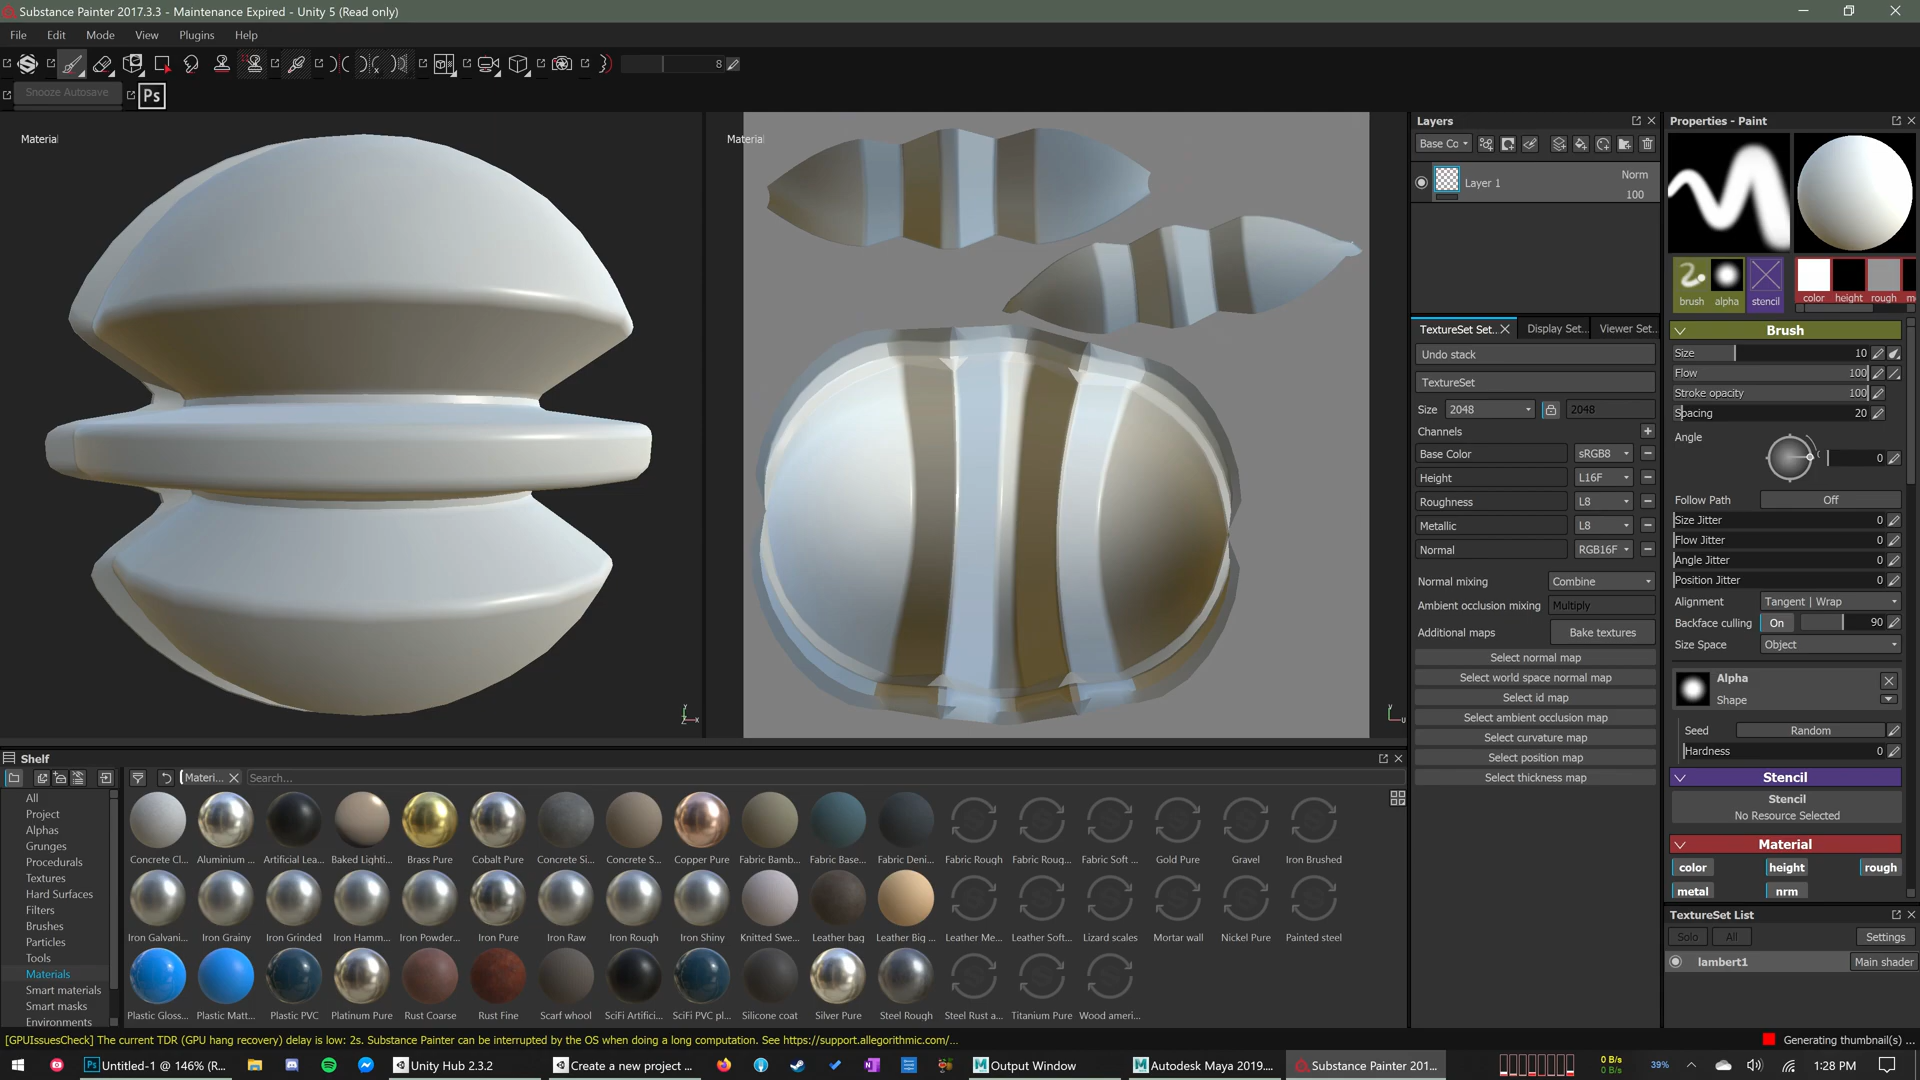 Substance Painter 2017.3.3 - Maintenance Expired - Unity 5 (Read only)
File Edit Mode View Plugins Help
8
Snooze Autosave
Ps
Material
Material
Layers
Base Co
Layer 1
Norm
100
TextureSet Set..
Display Set...
Viewer Set...
Undo stack
TextureSet
Size 2048 2048
Channels
Base Color sRGB8
Height L16F
Roughness L8
Metallic L8
Normal RGB16F
Normal mixing Combine
Ambient occlusion mixing Multiply
Additional maps Bake textures
Select normal map
Select world space normal map
Select id map
Select ambient occlusion map
Select curvature map
Select position map
Select thickness map
Properties - Paint
brush alpha stencil color height rough m
Brush
Size 10
Flow 100
Stroke opacity 100
Spacing 20
Angle
0
Follow Path Off
Size Jitter 0
Flow Jitter 0
Angle Jitter 0
Position Jitter 0
Alignment Tangent | Wrap
Backface culling On 90
Size Space Object
Alpha
Shape
Seed Random
Hardness 0
Stencil
Stencil
No Resource Selected
Material
color height rough
metal nrm
TextureSet List
Solo All Settings
lambert1 Main shader
Shelf
Materi... Search...
All
Project
Alphas
Grunges
Procedurals
Textures
Hard Surfaces
Filters
Brushes
Particles
Tools
Materials
Smart materials
Smart masks
Environments
Concrete Cl... Aluminium ... Artificial Lea... Baked Lighti... Brass Pure Cobalt Pure Concrete Si... Concrete S... Copper Pure Fabric Bamb... Fabric Base... Fabric Deni... Fabric Rough Fabric Roug... Fabric Soft ... Gold Pure Gravel Iron Brushed
Iron Galvani... Iron Grainy Iron Grinded Iron Hamm... Iron Powder... Iron Pure Iron Raw Iron Rough Iron Shiny Knitted Swe... Leather bag Leather Big ... Leather Me... Leather Soft... Lizard scales Mortar wall Nickel Pure Painted steel
Plastic Gloss... Plastic Matt... Plastic PVC Platinum Pure Rust Coarse Rust Fine Scarf whool SciFi Artifici... SciFi PVC pl... Silicone coat Silver Pure Steel Rough Steel Rust a... Titanium Pure Wood ameri...
[GPUIssuesCheck] The current TDR (GPU hang recovery) delay is low: 2s. Substance Painter can be interrupted by the OS when doing a long computation. See https://support.allegorithmic.com/...
Generating thumbnail(s) ...
Untitled-1 @ 146% (R...
Unity Hub 2.3.2
Create a new project ...
Output Window
Autodesk Maya 2019....
Substance Painter 201...
0 B/s
0 B/s
39%
1:28 PM